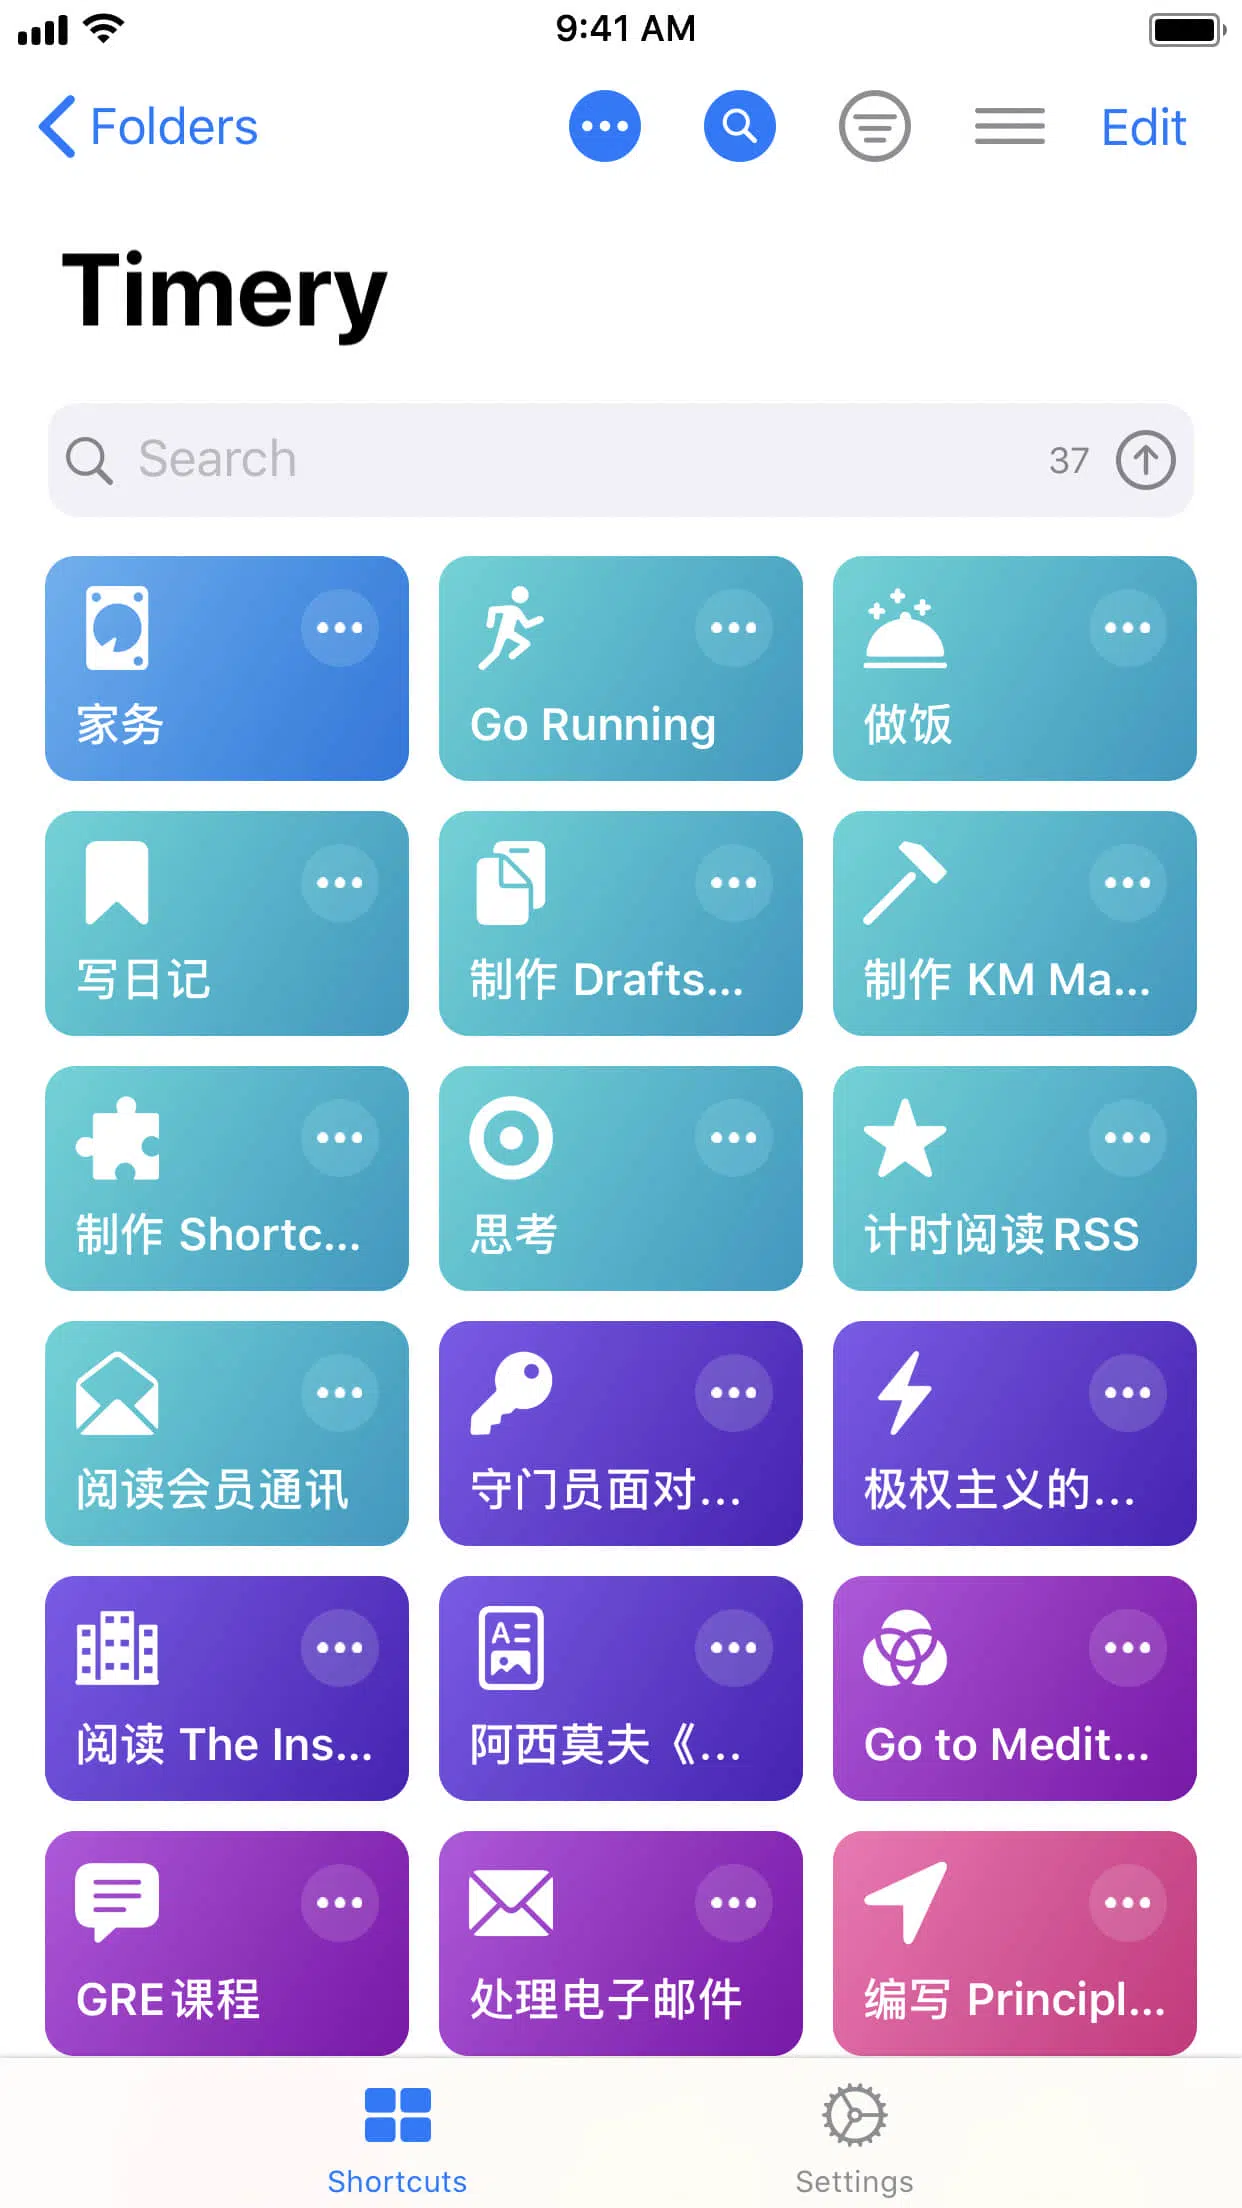 9:41 AM
Folders
Edit
Timery
Search
37
家务
Go Running
做饭
写日记
制作 Drafts...
制作 KM Ma...
制作 Shortc...
思考
计时阅读RSS
阅读会员通讯
守门员面对...
极权主义的...
阅读 The Ins...
阿西莫夫《...
Go to Medit...
GRE课程
处理电子邮件
编写 Principl...
Shortcuts
Settings